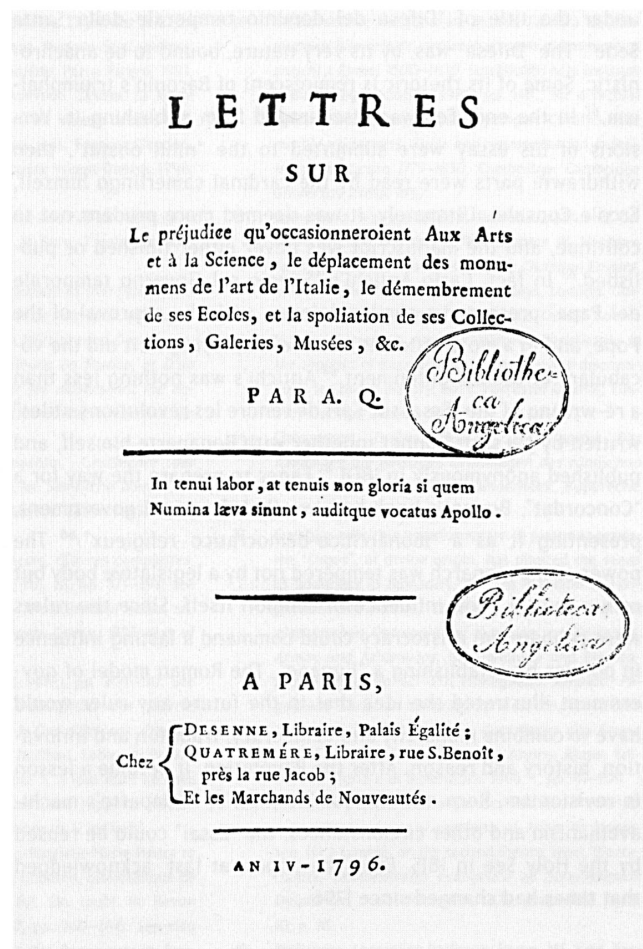 LETTRES
SUR
Le préjudice qu'occasionneroient Aux Arts
et à la Science, le déplacement des monu-
mens de l'art de l'Italie, le démembrement
de ses Ecoles, et la spoliation de ses Collec-
tions, Galeries, Musées, &c.
PAR A. Q.
Bibliothe-
ca
Angelica
In tenui labor, at tenuis non gloria si quem
Numina læva sinunt, auditque vocatus Apollo.
Biblioteca
Angelica
A PARIS,
Chez
DESENNE, Libraire, Palais Égalité;
QUATREMERE, Libraire, rue S. Benoît,
près la rue Jacob;
Et les Marchands de Nouveautés.
AN IV-1796.